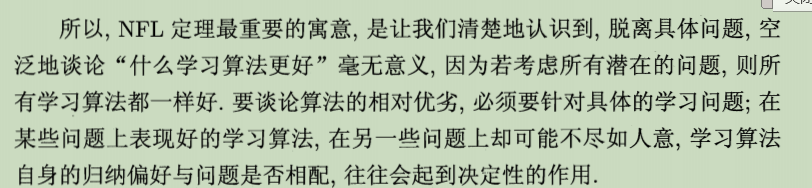 所以, NFL 定理最重要的寓意, 是让我们清楚地认识到, 脱离具体问题, 空
泛地谈论“什么学习算法更好”毫无意义, 因为若考虑所有潜在的问题, 则所
有学习算法都一样好. 要谈论算法的相对优劣, 必须要针对具体的学习问题; 在
某些问题上表现好的学习算法, 在另一些问题上却可能不尽如人意, 学习算法
自身的归纳偏好与问题是否相配, 往往会起到决定性的作用.